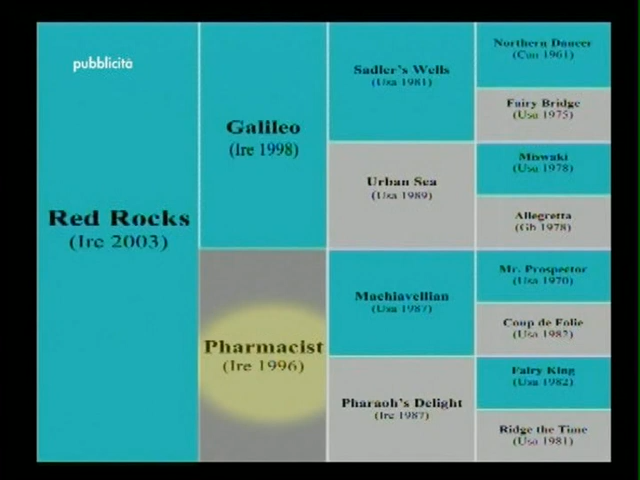 pubblicità
Red Rocks
(Ire 2003)
Galileo
(Ire 1998)
Pharmacist
(Ire 1996)
Sadler's Wells
(Usa 1981)
Urban Sea
(Usa 1989)
Machiavellian
(Usa 1987)
Pharaoh's Delight
(Ire 1987)
Northern Dancer
(Can 1961)
Fairy Bridge
(Usa 1975)
Miswaki
(Usa 1978)
Allegretta
(Gb 1978)
Mr. Prospector
(Usa 1970)
Coup de Folie
(Usa 1982)
Fairy King
(Usa 1982)
Ridge the Time
(Usa 1981)